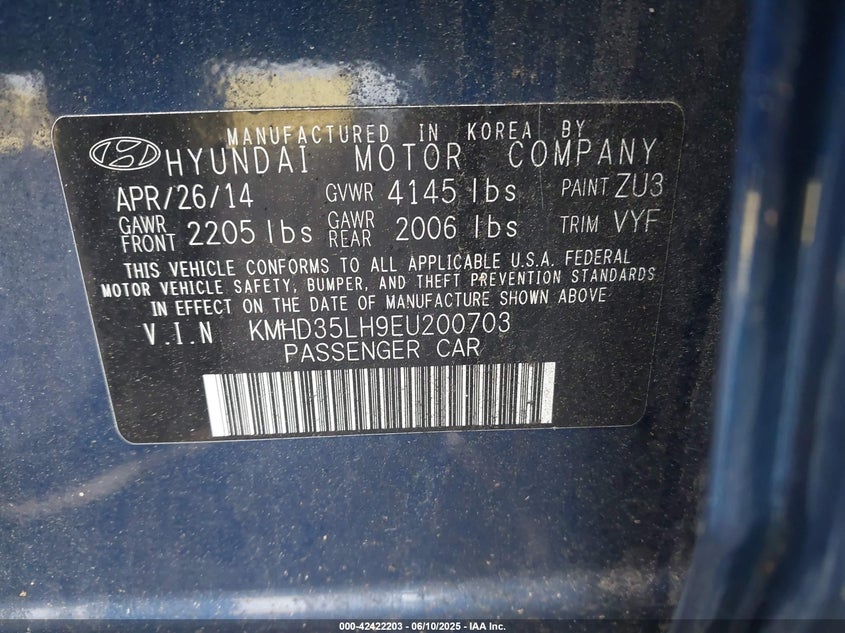 MANUFACTURED IN KOREA BY
HYUNDAI MOTOR COMPANY
APR/26/14 GVWR 4145 lbs PAINT ZU3
GAWR FRONT 2205 lbs GAWR REAR 2006 lbs TRIM VYF
THIS VEHICLE CONFORMS TO ALL APPLICABLE U.S.A. FEDERAL
MOTOR VEHICLE SAFETY, BUMPER, AND THEFT PREVENTION STANDARDS
IN EFFECT ON THE DATE OF MANUFACTURE SHOWN ABOVE
V.I.N KMHD35LH9EU200703
PASSENGER CAR
000-42422203 - 06/10/2025 - IAA Inc.